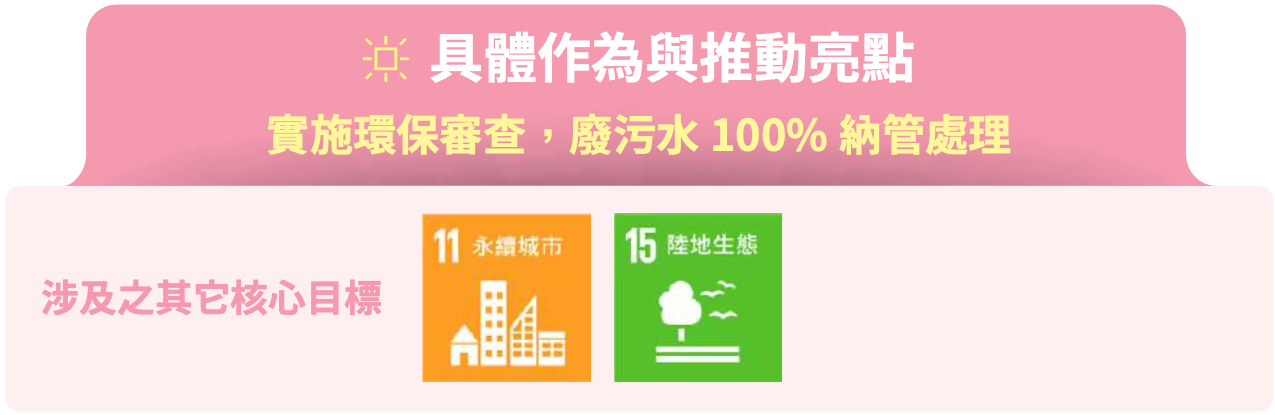 具體作為與推動亮點
實施環保審查，廢污水 100% 納管處理
涉及之其它核心目標
11 永續城市
15 陸地生態